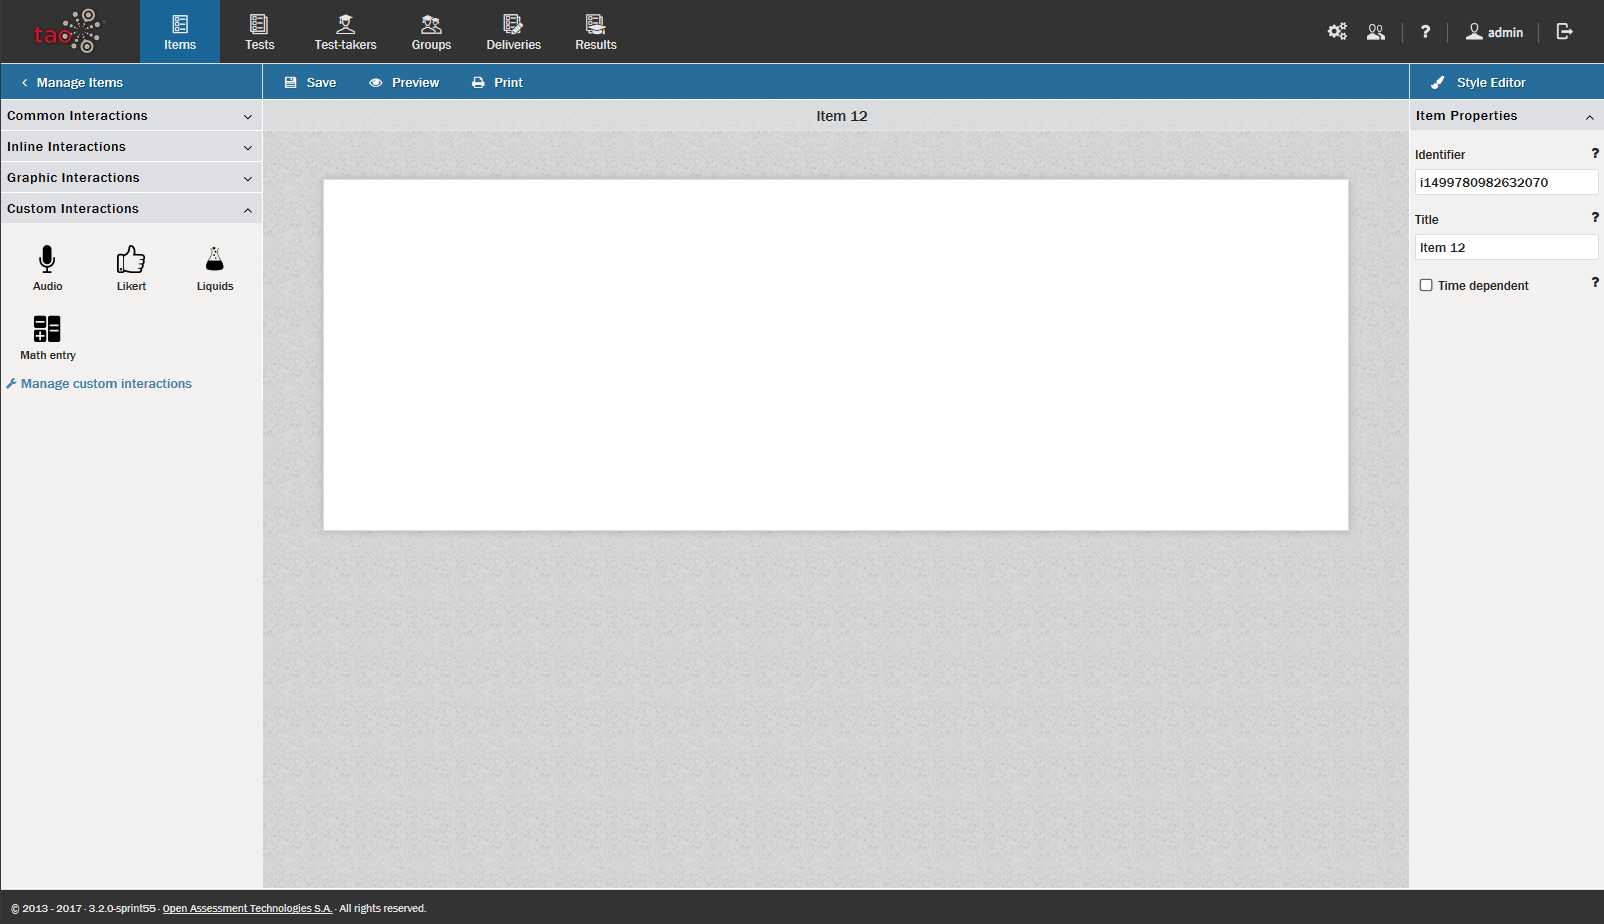 tao
Items
Tests
Test-takers
Groups
Deliveries
Results
?
admin
Manage Items
Save
Preview
Print
Style Editor
Common Interactions
Inline Interactions
Graphic Interactions
Custom Interactions
Audio
Likert
Liquids
Math entry
Manage custom interactions
Item 12
Item Properties
Identifier ?
i1499780982632070
Title ?
Item 12
Time dependent ?
© 2013 - 2017 · 3.2.0-sprint55 · Open Assessment Technologies S.A. · All rights reserved.